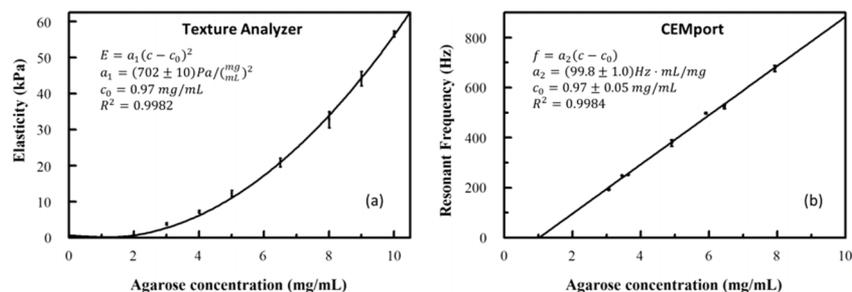 Texture Analyzer
E = a₁(c − c₀)²
a₁ = (702 ± 10)Pa/(mg/mL)²
c₀ = 0.97 mg/mL
R² = 0.9982
Elasticity (kPa)
60
50
40
30
20
10
0
(a)
0 2 4 6 8 10
Agarose concentration (mg/mL)
CEMport
f = a₂(c − c₀)
a₂ = (99.8 ± 1.0)Hz · mL/mg
c₀ = 0.97 ± 0.05 mg/mL
R² = 0.9984
Resonant Frequency (Hz)
800
600
400
200
0
(b)
0 2 4 6 8 10
Agarose concentration (mg/mL)